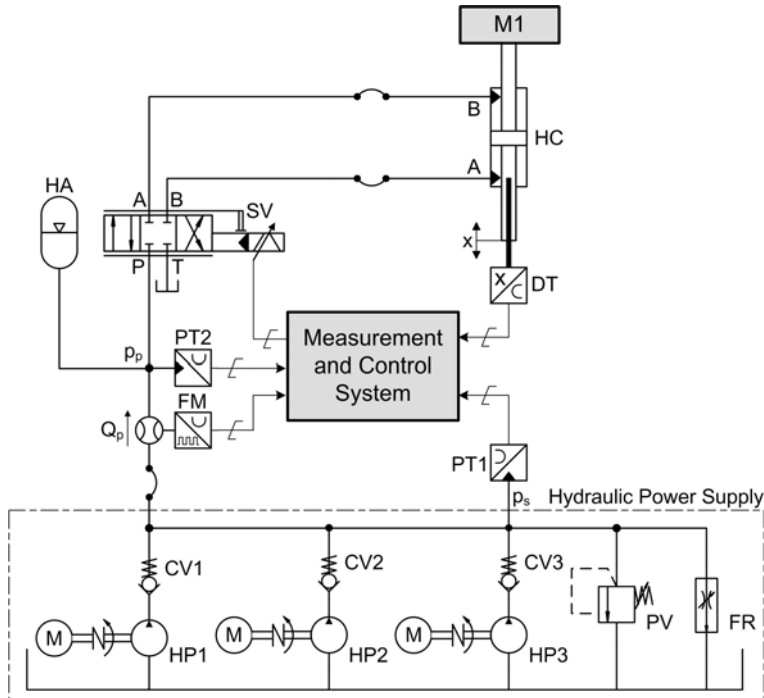 M1
B
HC
A
HA
A B
SV
P T
x
X
DT
Measurement
and Control
System
pp
PT2
FM
Qp
PT1
ps
Hydraulic Power Supply
CV1
CV2
CV3
M
HP1
M
HP2
M
HP3
PV
FR